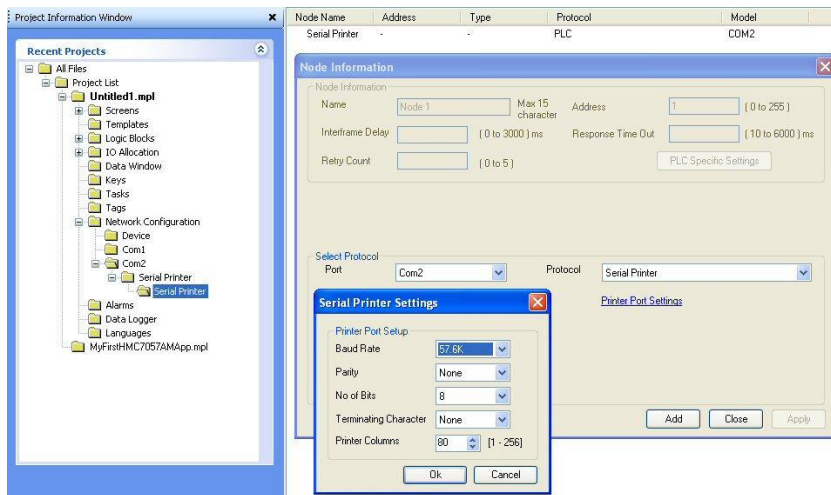 Project Information Window
Recent Projects
All Files
Project List
Untitled1.mpl
Screens
Templates
Logic Blocks
IO Allocation
Data Window
Keys
Tasks
Tags
Network Configuration
Device
Com1
Com2
Serial Printer
Serial Printer
Alarms
Data Logger
Languages
MyFirstHMC7057AMApp.mpl
Node Name Address Type Protocol Model
Serial Printer - - PLC COM2
Node Information
Node Information
Name Node 1 Max 15 character Address 1 ( 0 to 255 )
Interframe Delay ( 0 to 3000 ) ms Response Time Out ( 10 to 6000 ) ms
Retry Count ( 0 to 5 ) PLC Specific Settings
Select Protocol
Port Com2 Protocol Serial Printer
Printer Port Settings
Add Close Apply
Serial Printer Settings
Printer Port Setup
Baud Rate 57.6K
Parity None
No of Bits 8
Terminating Character None
Printer Columns 80 [1 - 256]
Ok Cancel